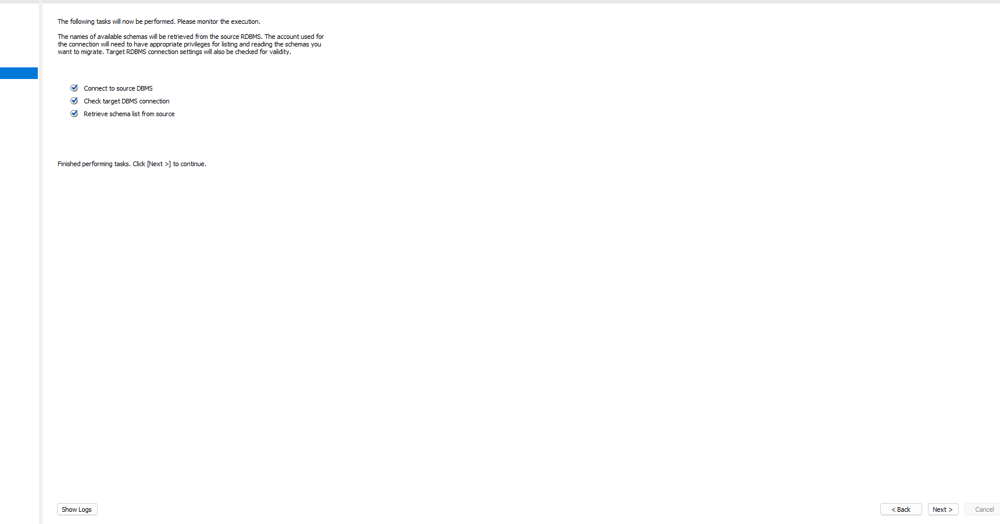 The following tasks will now be performed. Please monitor the execution.
The names of available schemas will be retrieved from the source RDBMS. The account used for
the connection will need to have appropriate privileges for listing and reading the schemas you
want to migrate. Target RDBMS connection settings will also be checked for validity.
Connect to source DBMS
Check target DBMS connection
Retrieve schema list from source
Finished performing tasks. Click [Next >] to continue.
Show Logs
< Back
Next >
Cancel